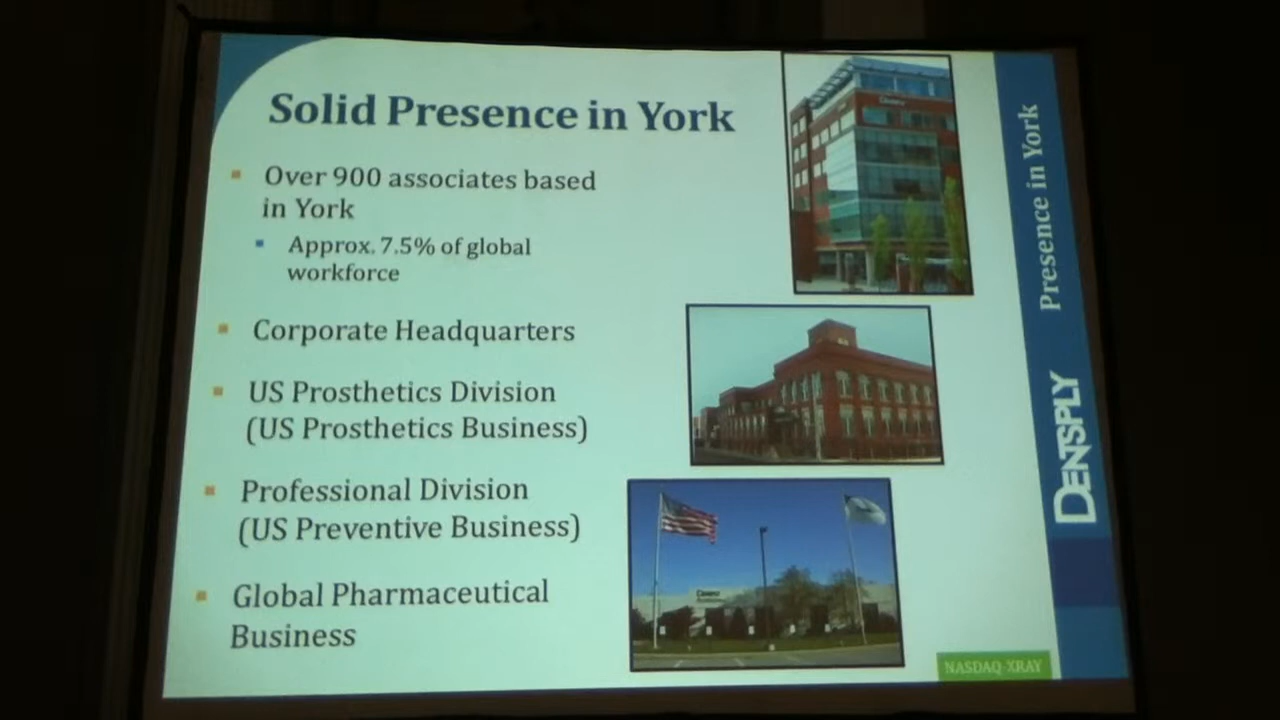 Solid Presence in York
Over 900 associates based
in York
Approx. 7.5% of global
workforce
Corporate Headquarters
US Prosthetics Division
(US Prosthetics Business)
Professional Division
(US Preventive Business)
Global Pharmaceutical
Business
Presence in York
DENSPLY
NASDAQ-XRAY